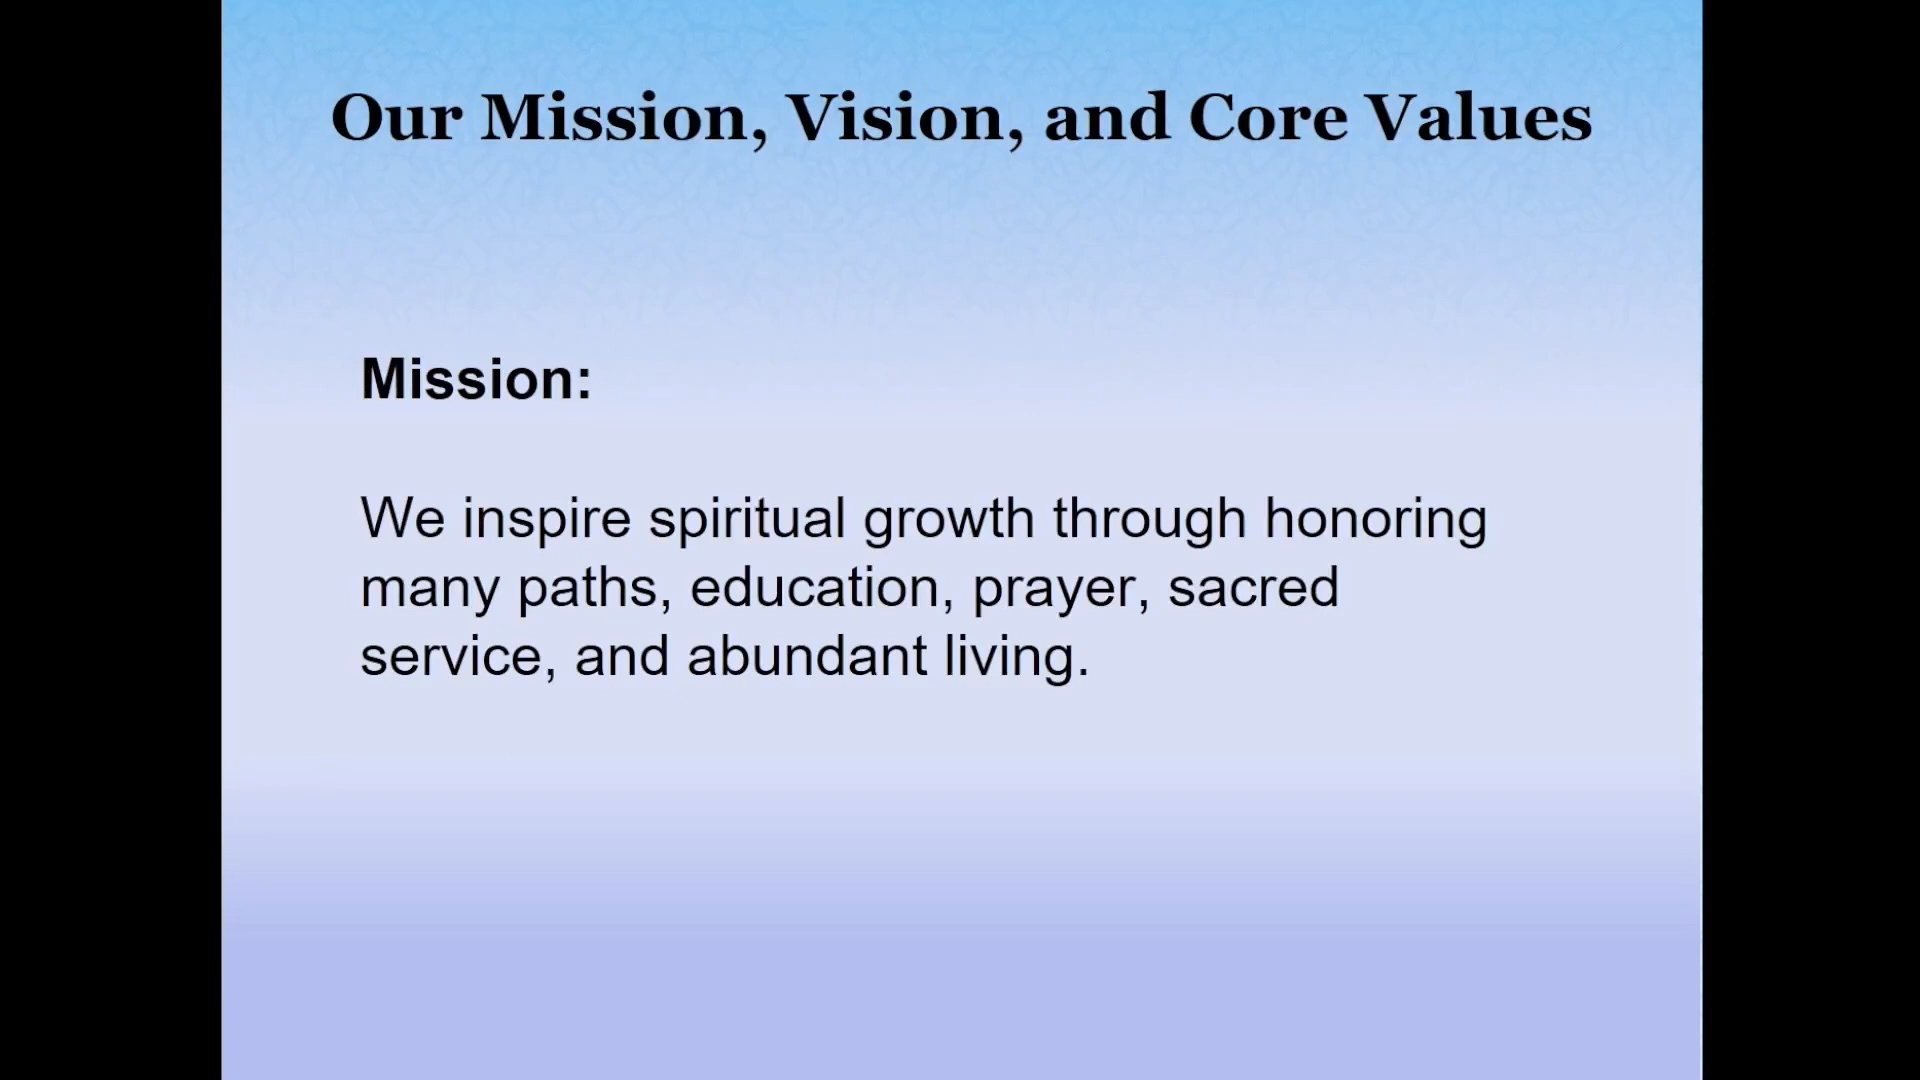 Our Mission, Vision, and Core Values
Mission:
We inspire spiritual growth through honoring
many paths, education, prayer, sacred
service, and abundant living.